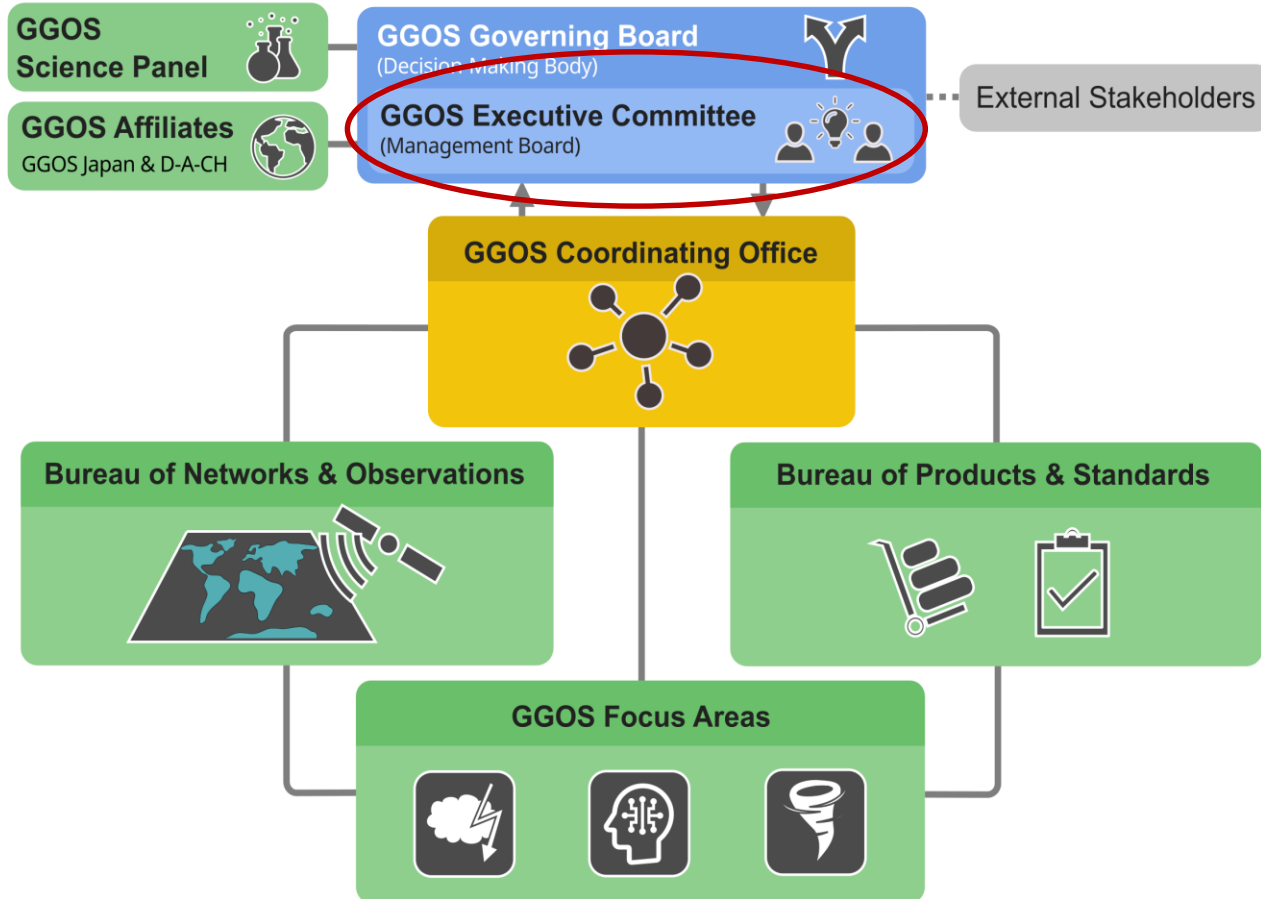 GGOS
Science Panel
GGOS Affiliates
GGOS Japan & D-A-CH
GGOS Governing Board
(Decision Making Body)
GGOS Executive Committee
(Management Board)
External Stakeholders
GGOS Coordinating Office
Bureau of Networks & Observations
Bureau of Products & Standards
GGOS Focus Areas